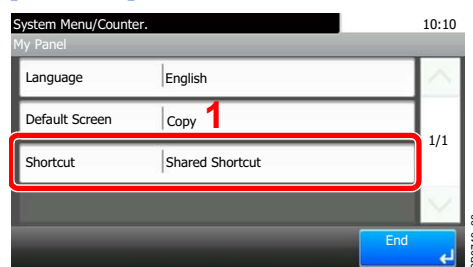 System Menu/Counter. 10:10
My Panel
Language English
Default Screen Copy 1
1/1
Shortcut Shared Shortcut
End